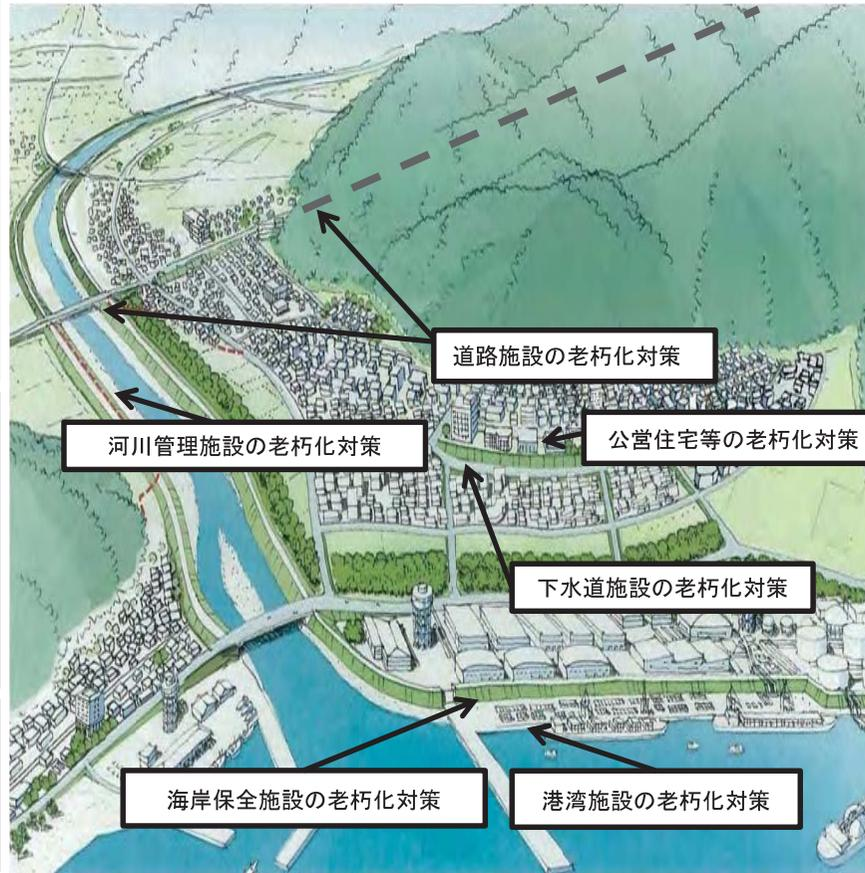 道路施設の老朽化対策
公営住宅等の老朽化対策
河川管理施設の老朽化対策
下水道施設の老朽化対策
海岸保全施設の老朽化対策
港湾施設の老朽化対策